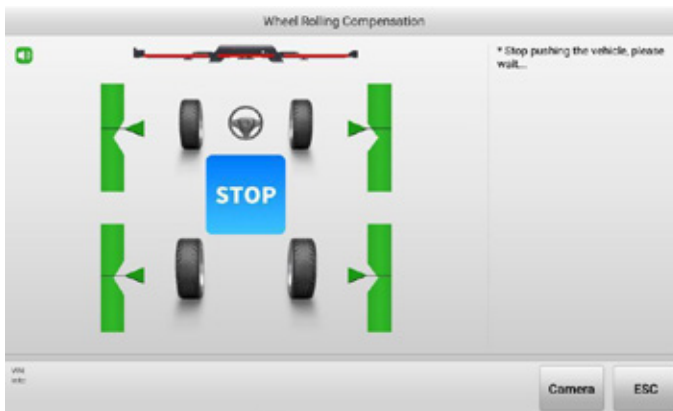 Wheel Rolling Compensation
* Stop pushing the vehicle, please
wait...
STOP
Camera
ESC